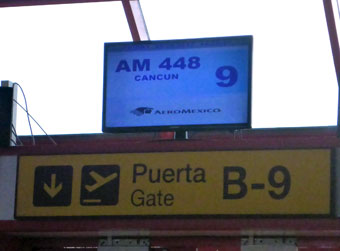 AM 448
CANCUN
9
AEROMEXICO
Puerta
Gate
B-9